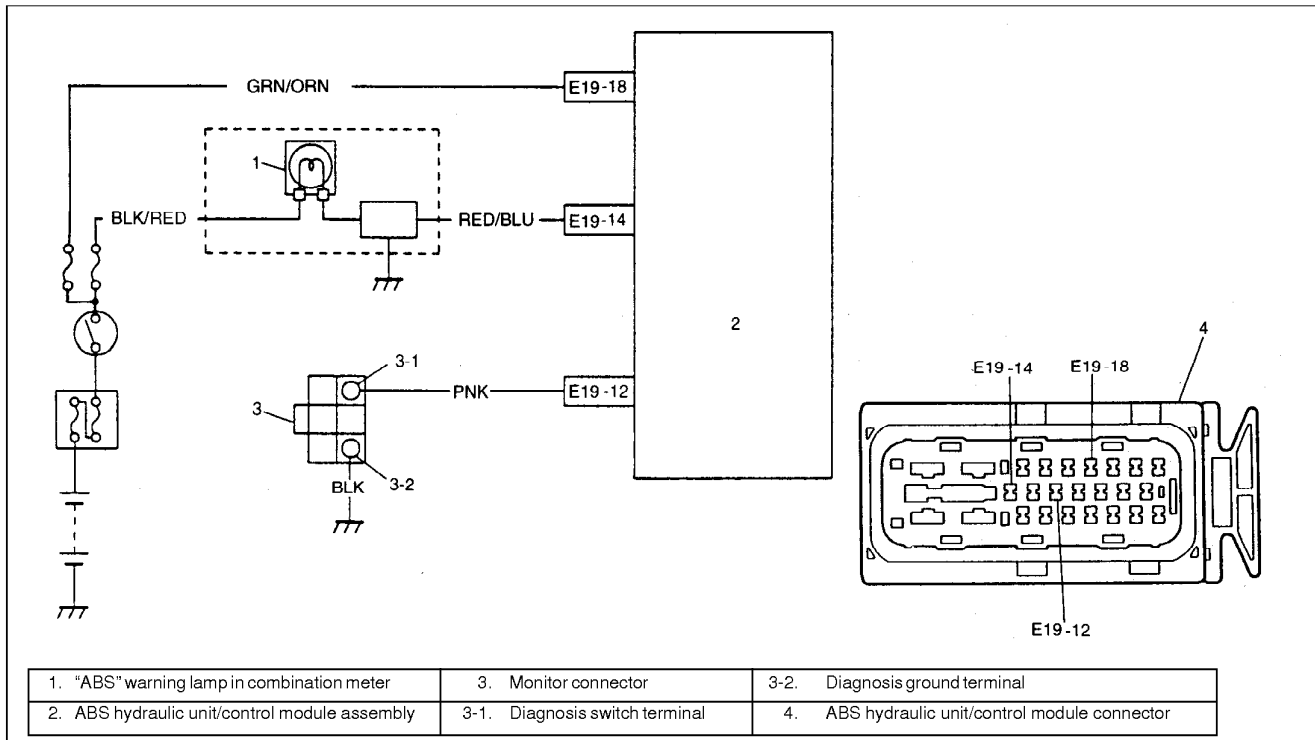 GRN/ORN
E19-18
1
BLK/RED
RED/BLU
E19-14
2
3-1
PNK
E19-12
3
BLK
3-2
4
E19-14
E19-18
E19-12
1. "ABS" warning lamp in combination meter
3. Monitor connector
3-2. Diagnosis ground terminal
2. ABS hydraulic unit/control module assembly
3-1. Diagnosis switch terminal
4. ABS hydraulic unit/control module connector